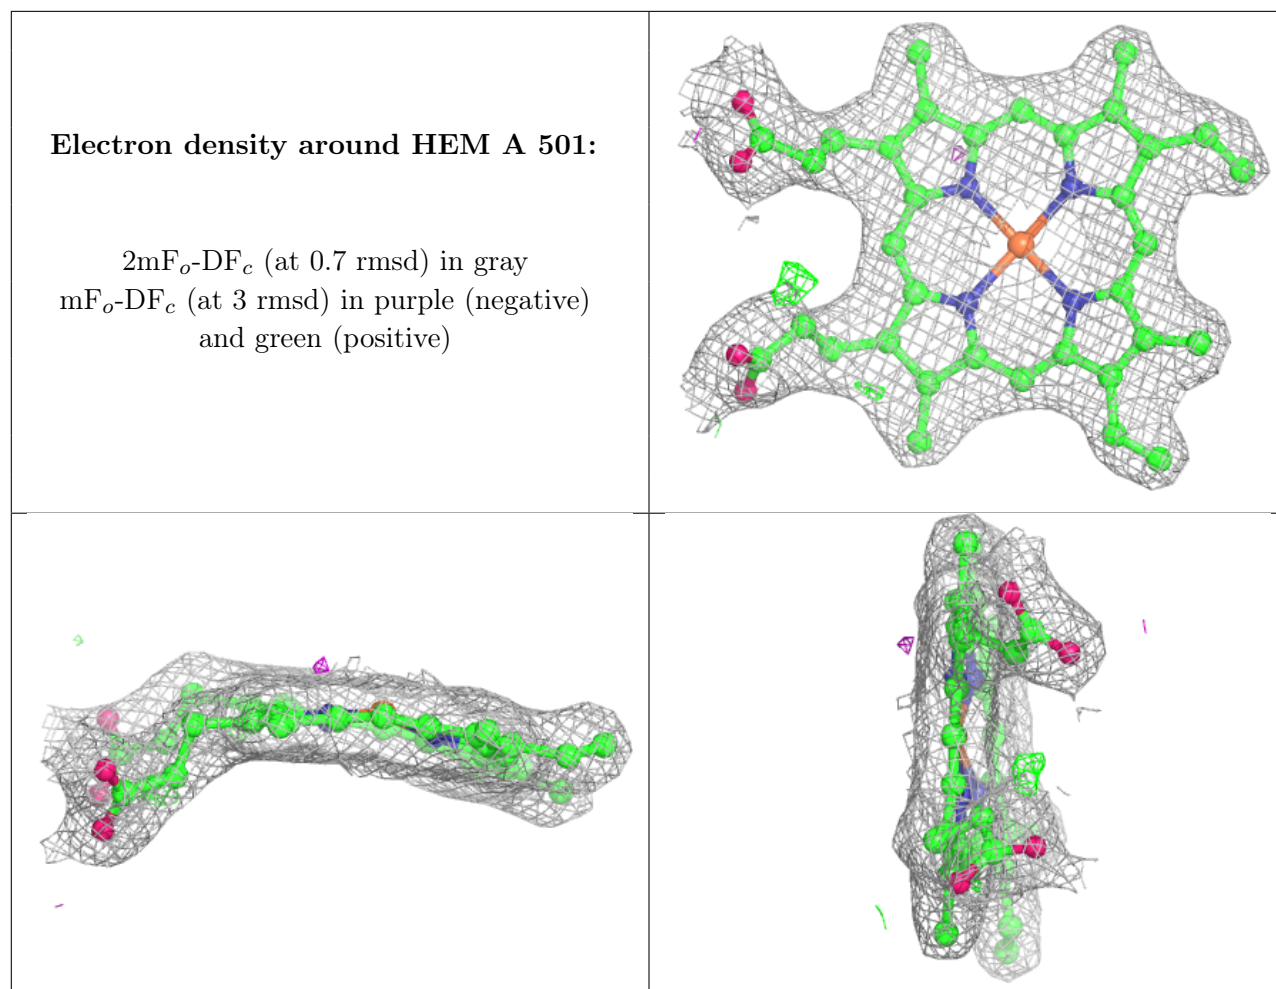 Electron density around HEM A 501:
2mFo-DFc (at 0.7 rmsd) in gray
mFo-DFc (at 3 rmsd) in purple (negative)
and green (positive)